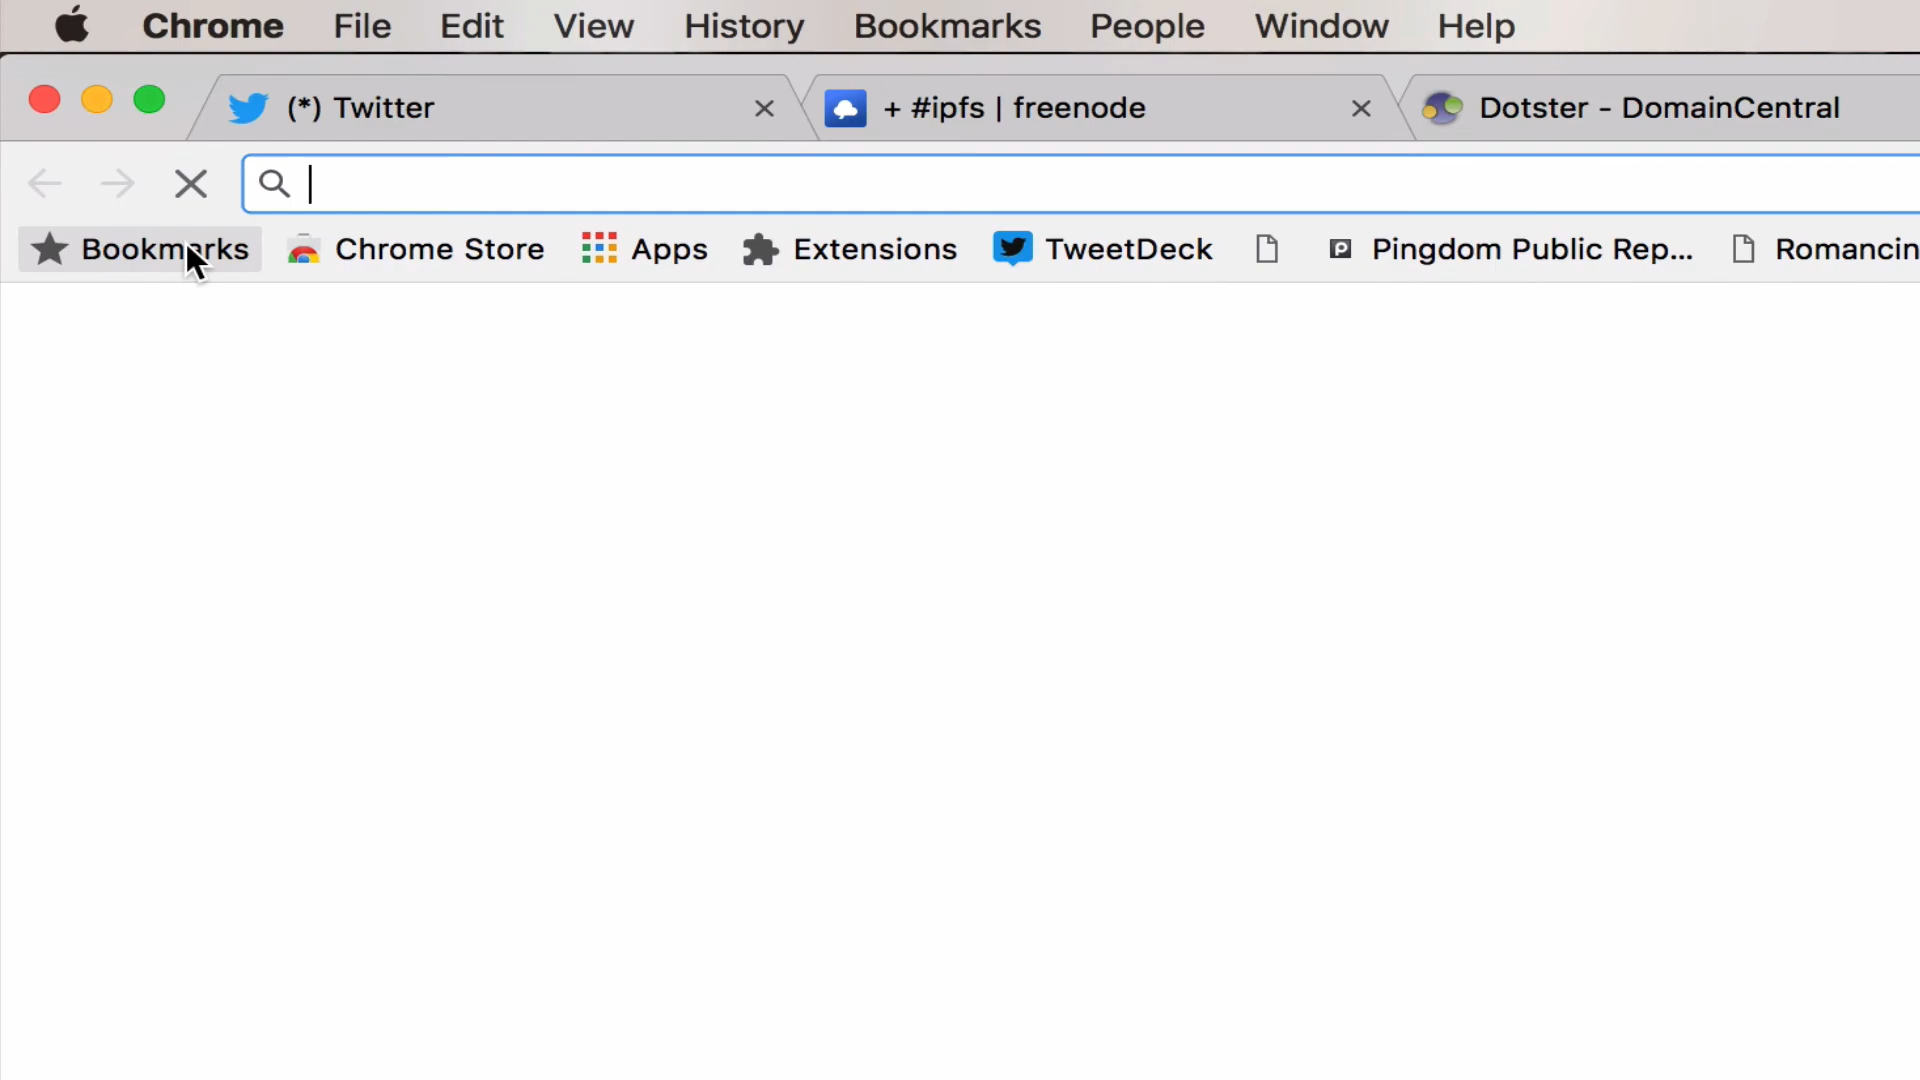 Chrome File Edit View History Bookmarks People Window Help
(*) Twitter + #ipfs | freenode Dotster - DomainCentral
Bookmarks Chrome Store Apps Extensions TweetDeck Pingdom Public Rep... Romancin